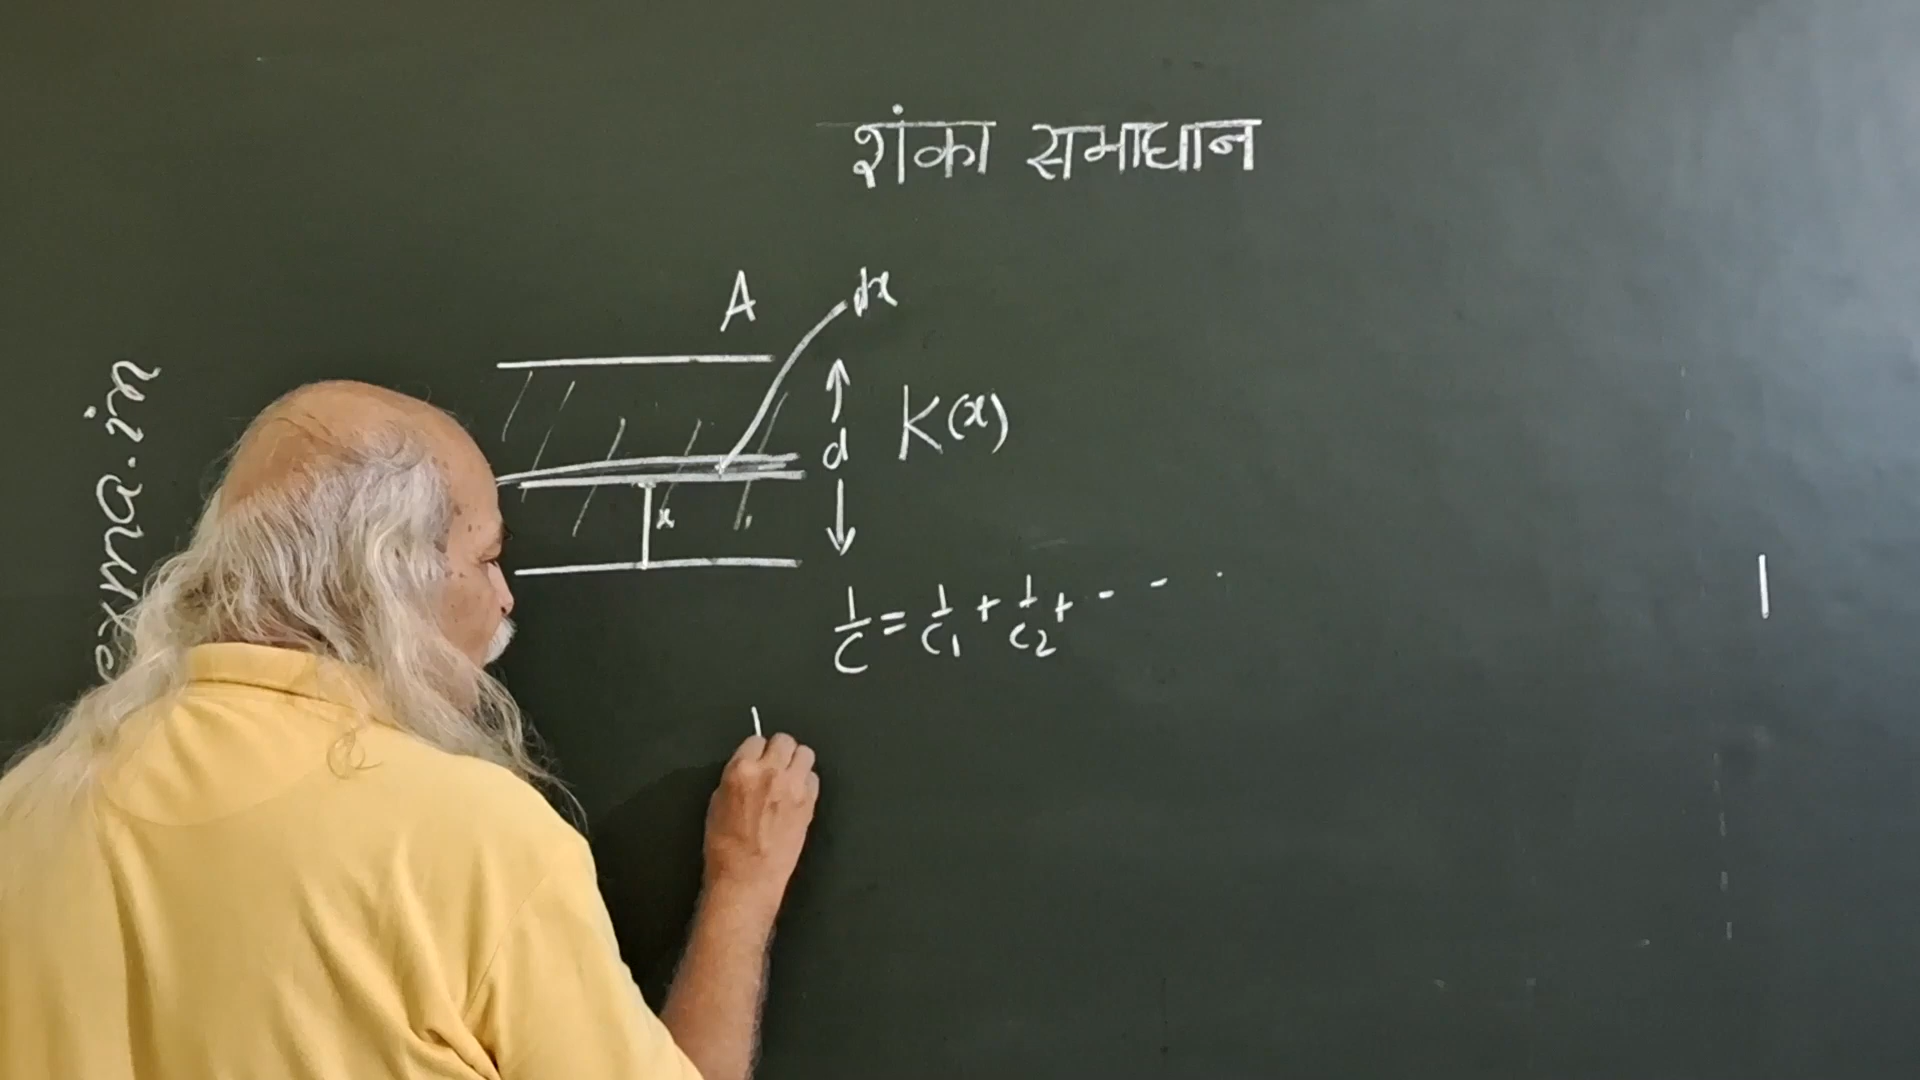 शंका समाधान
A
dx
d
K(x)
x
1/C = 1/C1 + 1/C2 + - - .